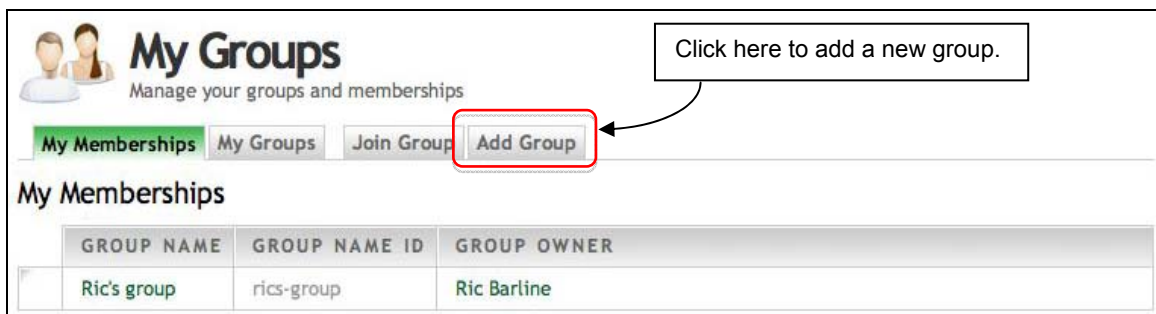 My Groups
Click here to add a new group.
Manage your groups and memberships
My Memberships My Groups Join Group Add Group
My Memberships
GROUP NAME GROUP NAME ID GROUP OWNER
Ric's group rics-group Ric Barline